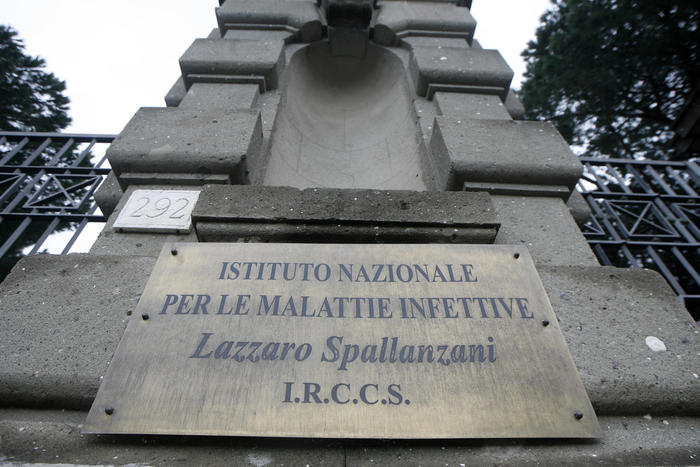 292
ISTITUTO NAZIONALE
PER LE MALATTIE INFETTIVE
Lazzaro Spallanzani
I.R.C.C.S.